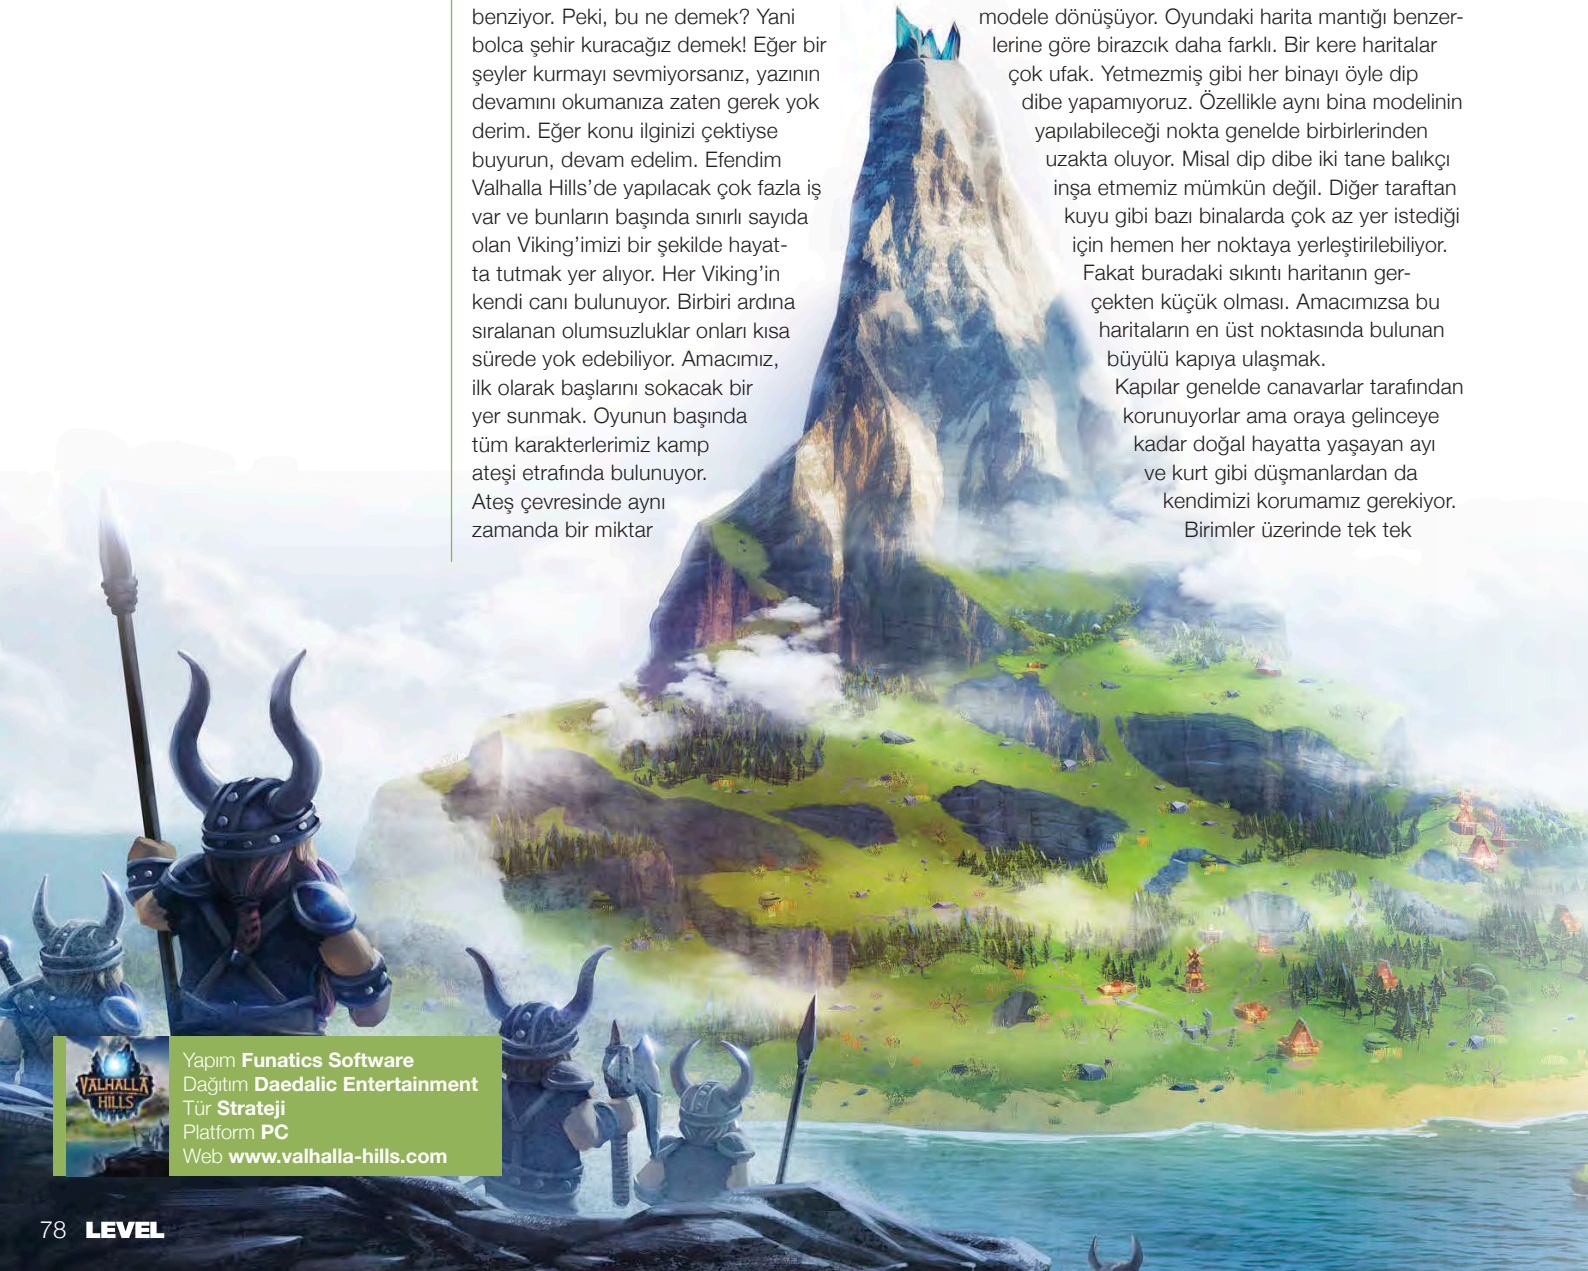 benziyor. Peki, bu ne demek? Yani
bolca şehir kuracağız demek! Eğer bir
şeyler kurmayı sevmiyorsanız, yazının
devamını okumanıza zaten gerek yok
derim. Eğer konu ilginizi çektiyse
buyurun, devam edelim. Efendim
Valhalla Hills’de yapılacak çok fazla iş
var ve bunların başında sınırlı sayıda
olan Viking’imizi bir şekilde hayat-
ta tutmak yer alıyor. Her Viking’in
kendi canı bulunuyor. Birbiri ardına
sıralanan olumsuzluklar onları kısa
sürede yok edebiliyor. Amacımız,
ilk olarak başlarını sokacak bir
yer sunmak. Oyunun başında
tüm karakterlerimiz kamp
ateşi etrafında bulunuyor.
Ateş çevresinde aynı
zamanda bir miktar
modele dönüşüyor. Oyundaki harita mantığı benzer-
lerine göre birazcık daha farklı. Bir kere haritalar
çok ufak. Yetmezmiş gibi her binayı öyle dip
dibe yapamıyoruz. Özellikle aynı bina modelinin
yapılabileceği nokta genelde birbirlerinden
uzakta oluyor. Misal dip dibe iki tane balıkçı
inşa etmemiz mümkün değil. Diğer taraftan
kuyu gibi bazı binalarda çok az yer istediği
için hemen her noktaya yerleştirilebiliyor.
Fakat buradaki sıkıntı haritanın ger-
çekten küçük olması. Amacımızsa bu
haritaların en üst noktasında bulunan
büyülü kapıya ulaşmak.
Kapılar genelde canavarlar tarafından
korunuyorlar ama oraya gelinceye
kadar doğal hayatta yaşayan ayı
ve kurt gibi düşmanlardan da
kendimizi korumamız gerekiyor.
Birimler üzerinde tek tek
VALHALLA
HILLS
Yapım Funatics Software
Dağıtım Daedalic Entertainment
Tür Strateji
Platform PC
Web www.valhalla-hills.com
78 LEVEL